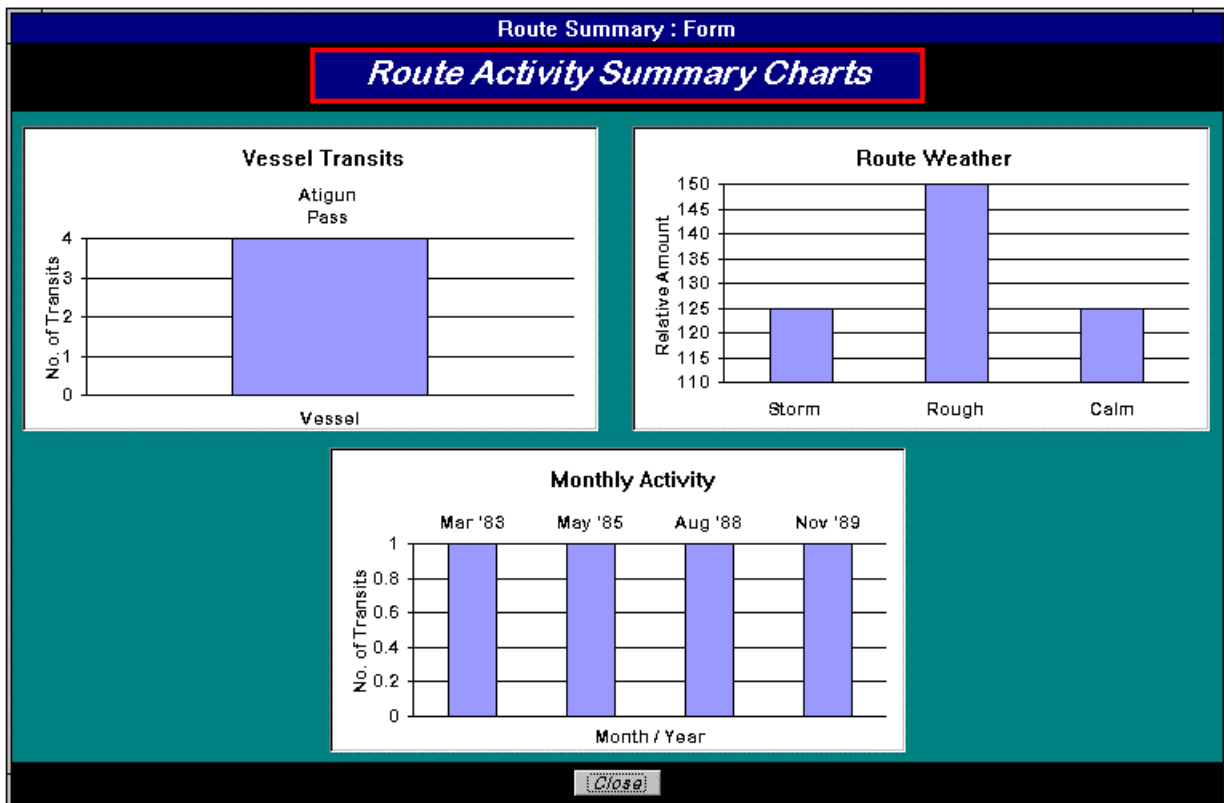 Route Summary : Form
Route Activity Summary Charts
Vessel Transits
Atigun
Pass
No. of Transits
4
3
2
1
0
Vessel
Route Weather
Relative Amount
150
145
140
135
130
125
120
115
110
Storm Rough Calm
Monthly Activity
Mar '83 May '85 Aug '88 Nov '89
No. of Transits
1
0.8
0.6
0.4
0.2
0
Month / Year
Close